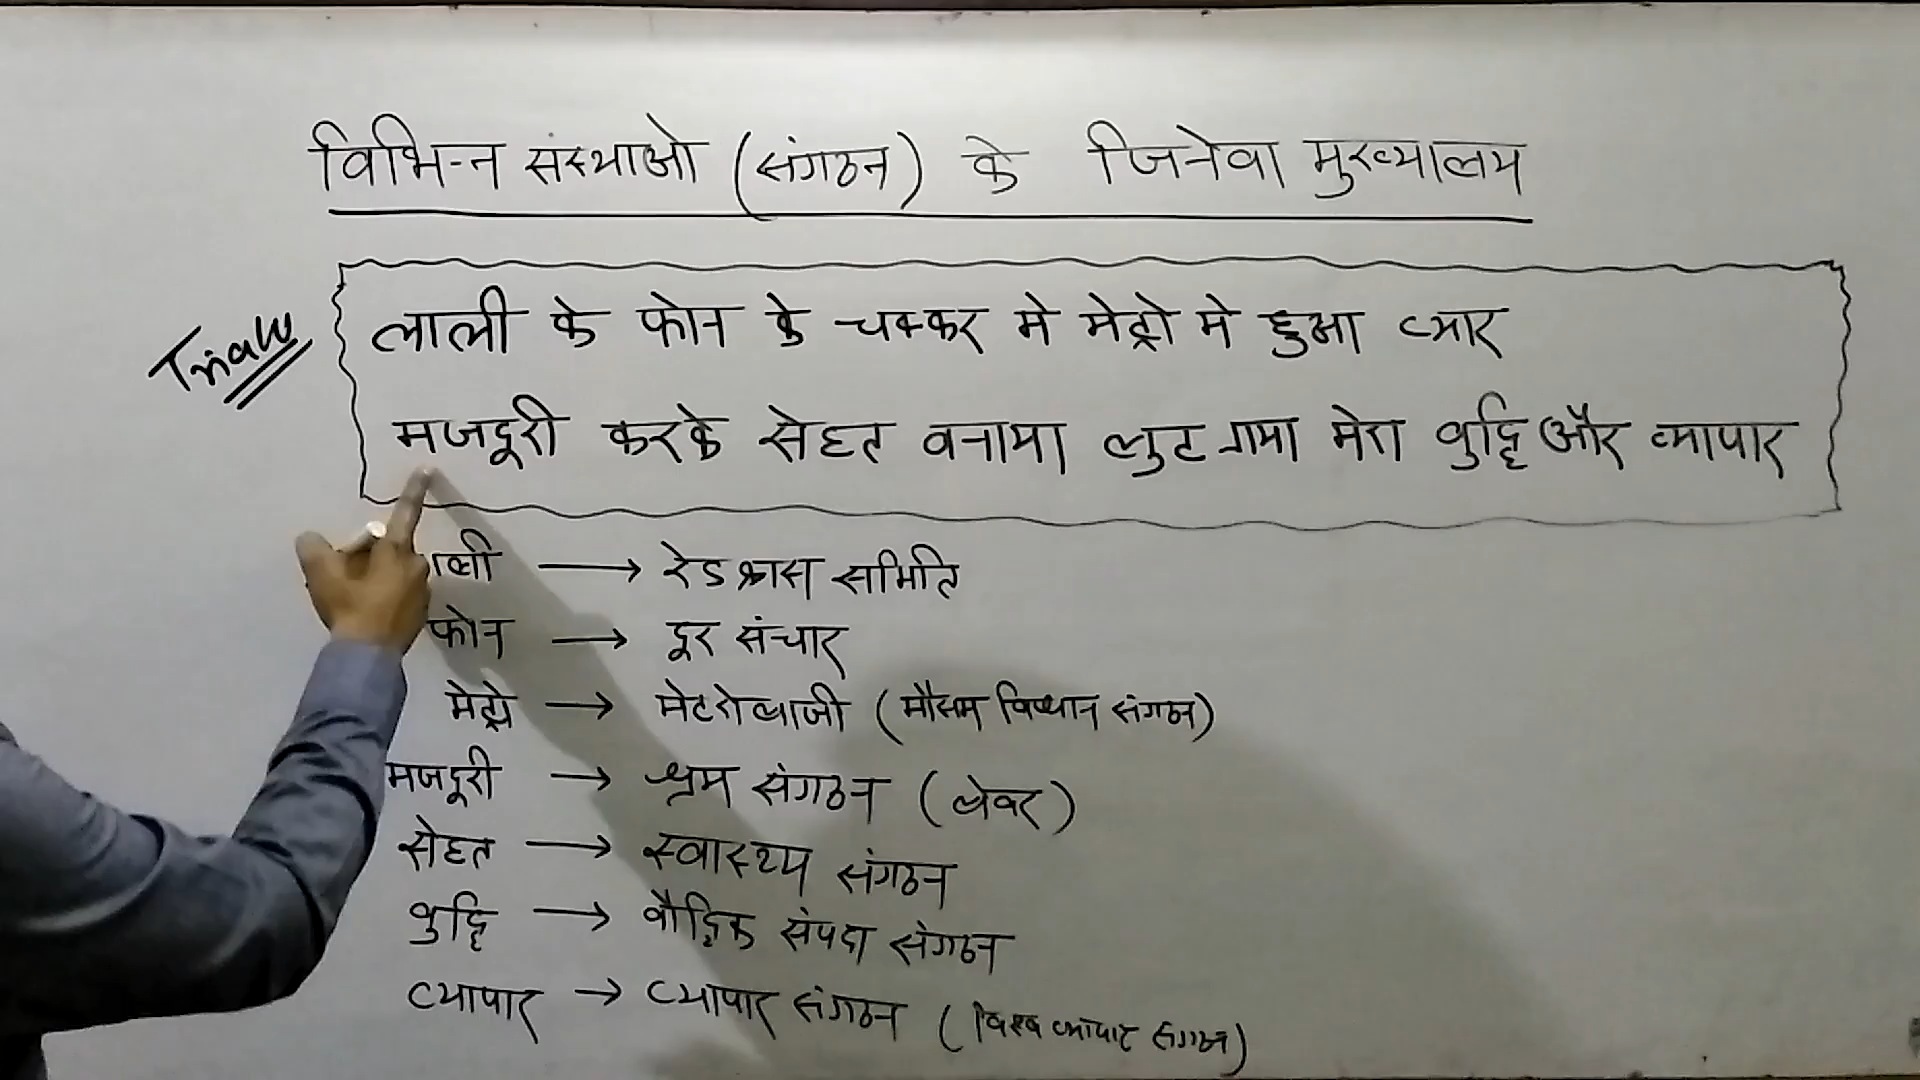 विभिन्न संस्थाओ (संगठन) के जिनेवा मुख्यालय
Trick
लाली के फोन के चक्कर मे मेट्रो मे हुआ प्यार
मजदूरी करके सेहत बनाया लुट गया मेरा बुद्धि और व्यापार
ाली → रेड क्रास समिति
फोन → दूर संचार
मेट्रो → मेटरोलाजी (मौसम विज्ञान संगठन)
मजदूरी → श्रम संगठन (लेबर)
सेहत → स्वास्थ्य संगठन
बुद्धि → बौद्धिक संपदा संगठन
व्यापार → व्यापार संगठन (विश्व व्यापार संगठन)